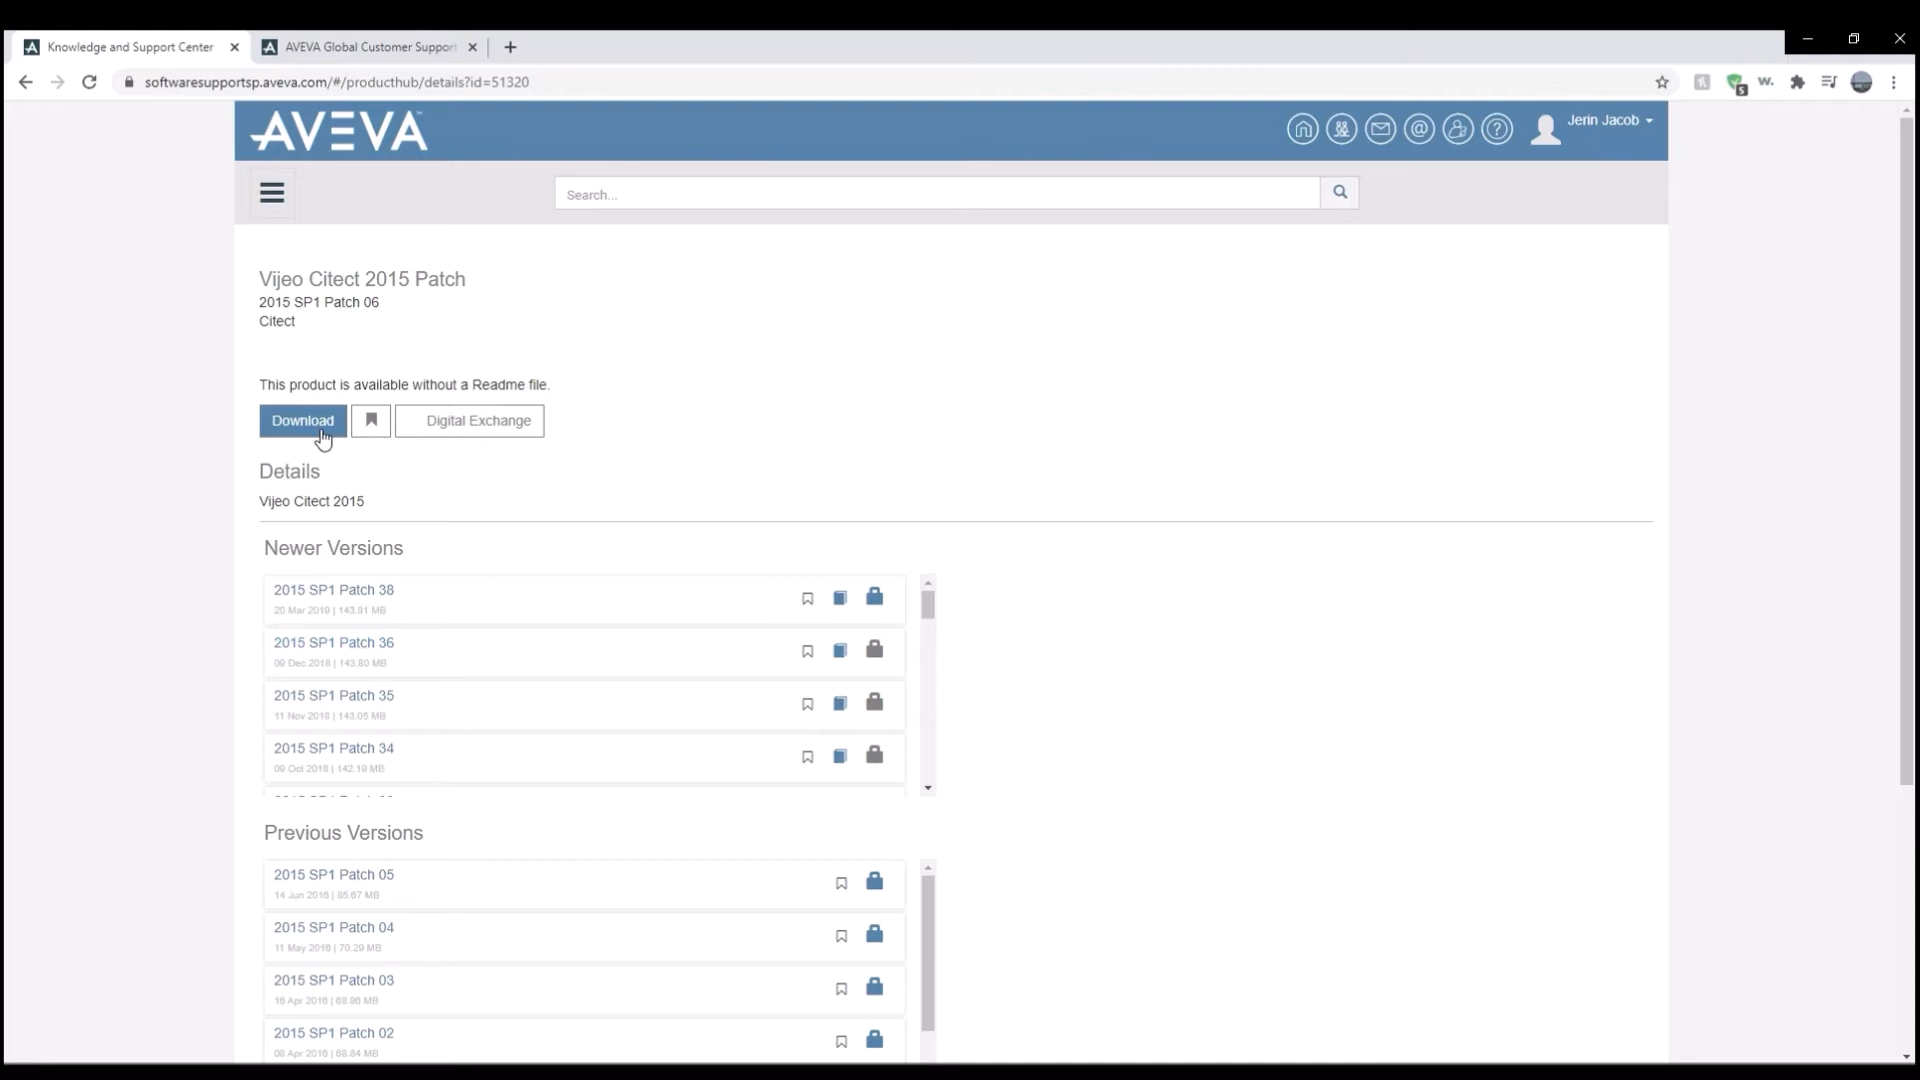 Knowledge and Support Center
AVEVA Global Customer Support
softwaresupportsp.aveva.com/#/producthub/details?id=51320
AVEVA
Jerin Jacob
Search...
Vijeo Citect 2015 Patch
2015 SP1 Patch 06
Citect
This product is available without a Readme file.
Download
Digital Exchange
Details
Vijeo Citect 2015
Newer Versions
2015 SP1 Patch 38
20 Mar 2019 | 143.81 MB
2015 SP1 Patch 36
09 Dec 2018 | 143.80 MB
2015 SP1 Patch 35
11 Nov 2018 | 143.05 MB
2015 SP1 Patch 34
09 Oct 2018 | 142.19 MB
Previous Versions
2015 SP1 Patch 05
14 Jun 2016 | 85.67 MB
2015 SP1 Patch 04
11 May 2016 | 70.29 MB
2015 SP1 Patch 03
16 Apr 2016 | 68.86 MB
2015 SP1 Patch 02
08 Apr 2016 | 68.84 MB